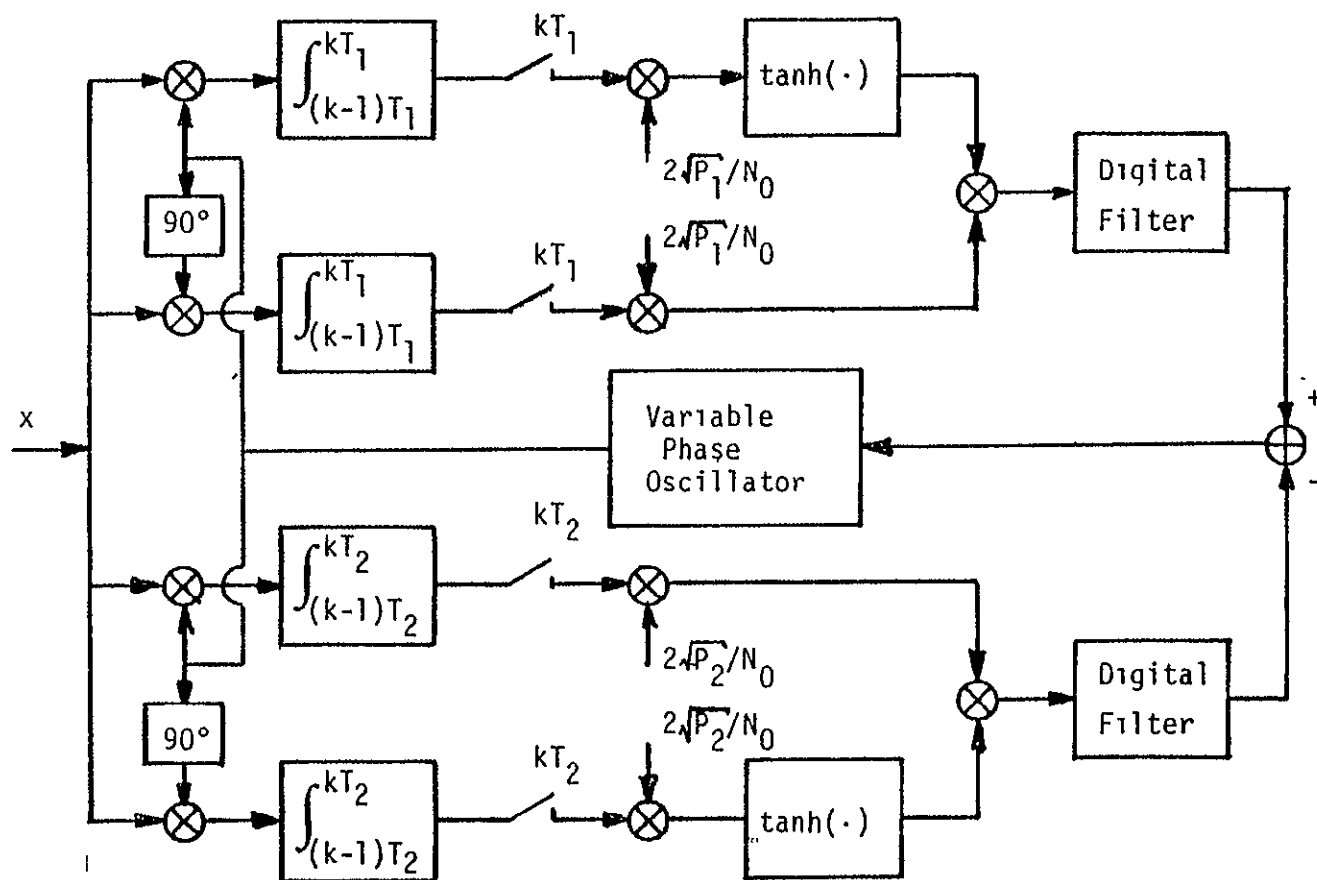 kT₁
∫ kT₁
(k-1)T₁
tanh(·)
2√P₁/N₀
90°
2√P₁/N₀
Digital
Filter
kT₁
∫ kT₁
(k-1)T₁
x
Variable
Phase
Oscillator
+
-
kT₂
∫ kT₂
(k-1)T₂
2√P₂/N₀
90°
2√P₂/N₀
Digital
Filter
kT₂
∫ kT₂
(k-1)T₂
tanh(·)